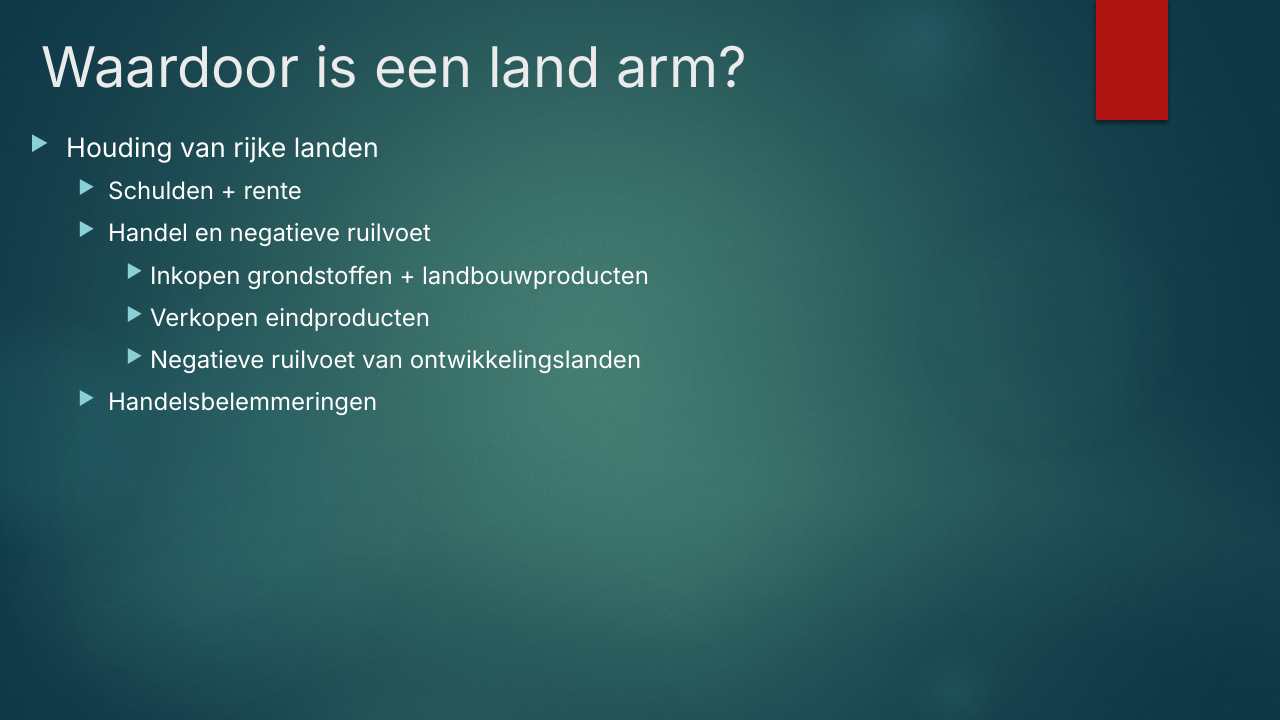 Waardoor is een land arm?
Houding van rijke landen
Schulden + rente
Handel en negatieve ruilvoet
Inkopen grondstoffen + landbouwproducten
Verkopen eindproducten
Negatieve ruilvoet van ontwikkelingslanden
Handelsbelemmeringen